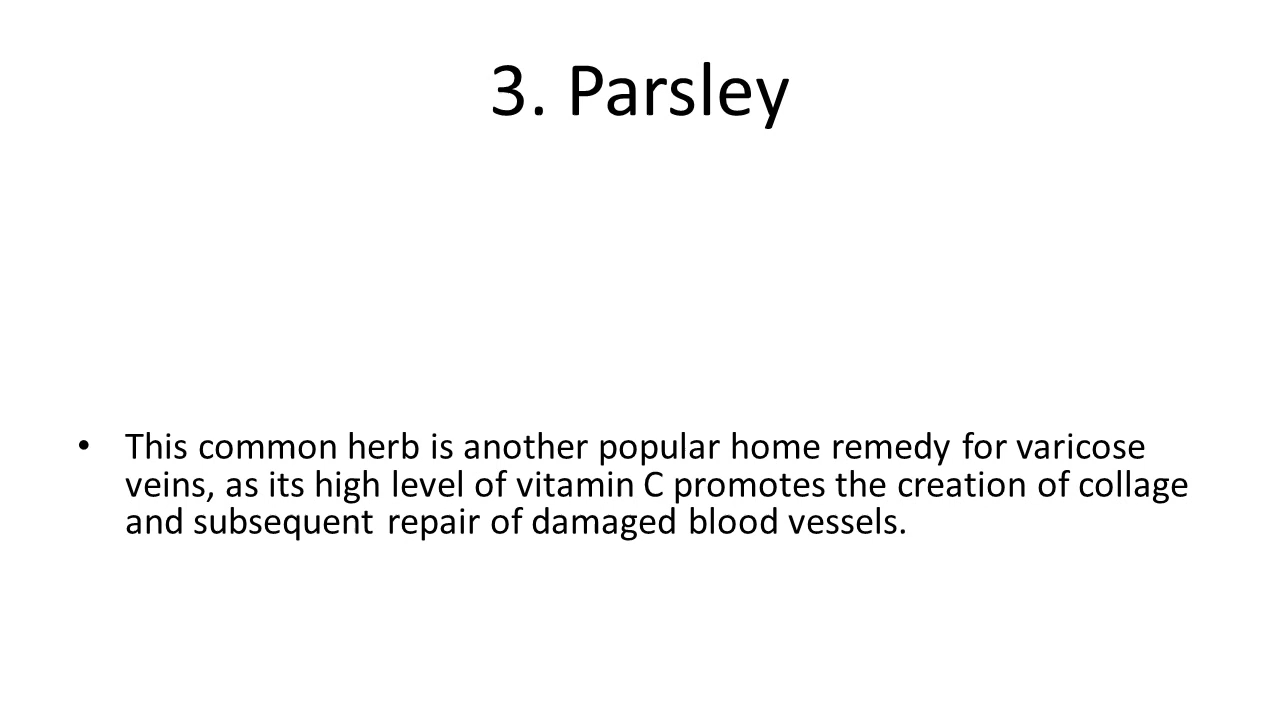 3. Parsley
• This common herb is another popular home remedy for varicose
veins, as its high level of vitamin C promotes the creation of collage
and subsequent repair of damaged blood vessels.